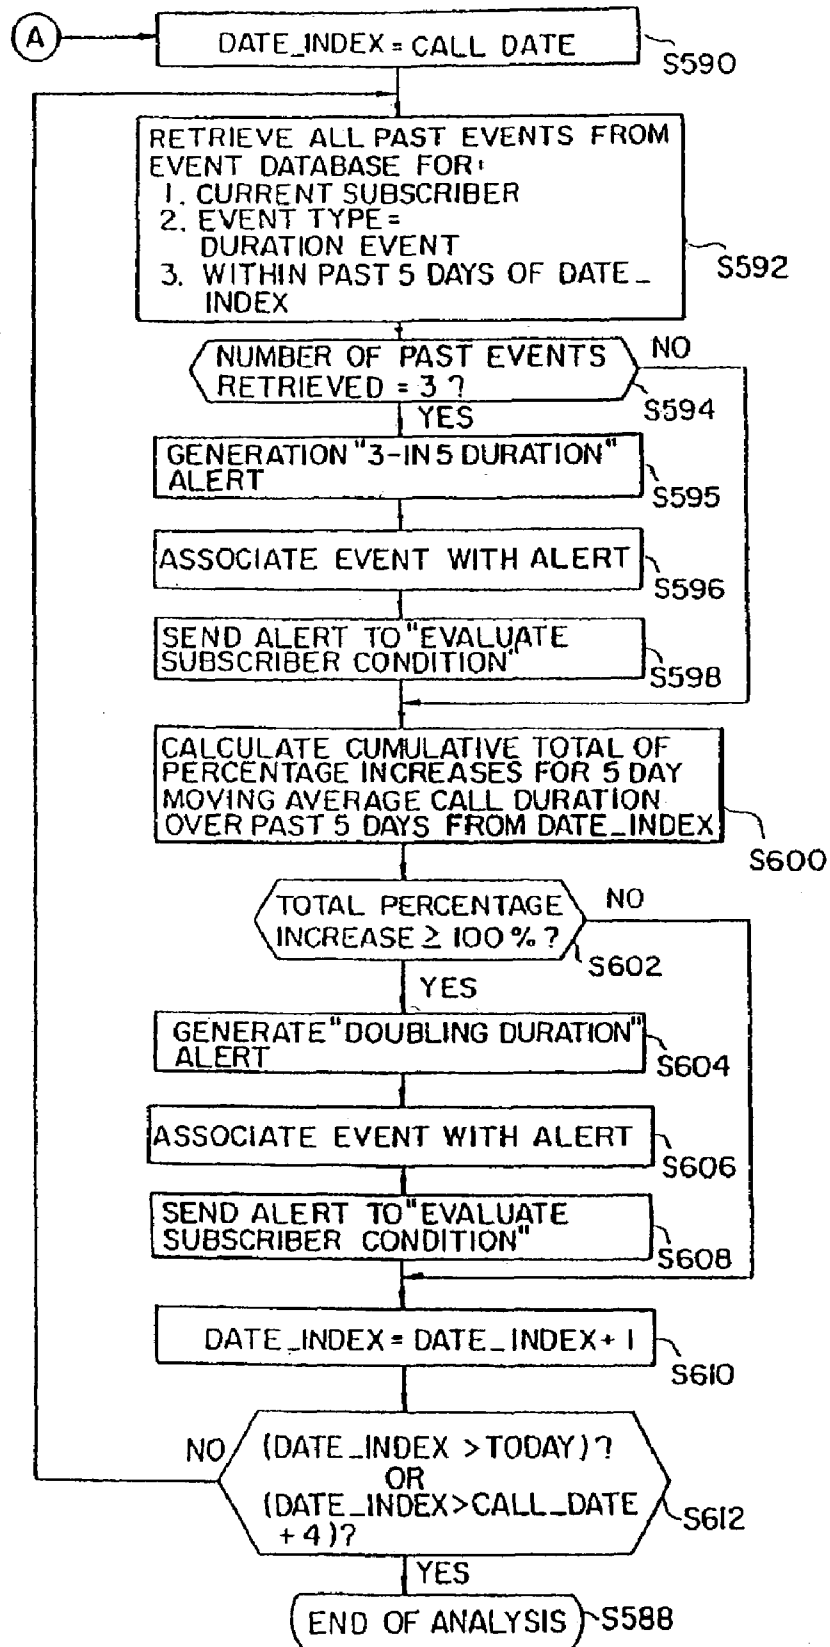 A
DATE_INDEX = CALL DATE
S590
RETRIEVE ALL PAST EVENTS FROM
EVENT DATABASE FOR:
1. CURRENT SUBSCRIBER
2. EVENT TYPE=
DURATION EVENT
3. WITHIN PAST 5 DAYS OF DATE_
INDEX
S592
NUMBER OF PAST EVENTS
RETRIEVED = 3 ?
NO
S594
YES
GENERATION "3-IN 5 DURATION"
ALERT
S595
ASSOCIATE EVENT WITH ALERT
S596
SEND ALERT TO "EVALUATE
SUBSCRIBER CONDITION"
S598
CALCULATE CUMULATIVE TOTAL OF
PERCENTAGE INCREASES FOR 5 DAY
MOVING AVERAGE CALL DURATION
OVER PAST 5 DAYS FROM DATE_INDEX
S600
TOTAL PERCENTAGE
INCREASE ≥ 100 % ?
NO
S602
YES
GENERATE "DOUBLING DURATION"
ALERT
S604
ASSOCIATE EVENT WITH ALERT
S606
SEND ALERT TO "EVALUATE
SUBSCRIBER CONDITION"
S608
DATE_INDEX = DATE_INDEX + 1
S610
NO
(DATE_INDEX > TODAY)?
OR
(DATE_INDEX>CALL_DATE
+ 4)?
S612
YES
END OF ANALYSIS
S588